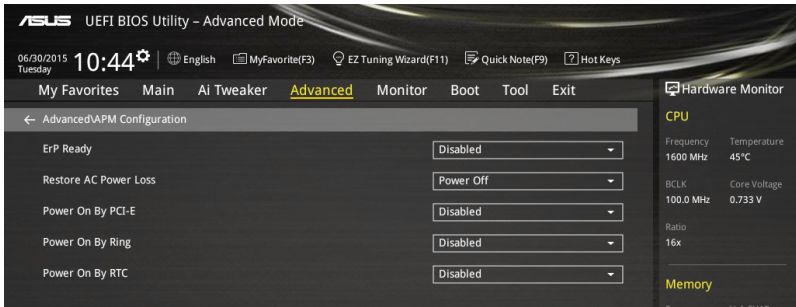 ASUS UEFI BIOS Utility – Advanced Mode
06/30/2015 Tuesday 10:44 English MyFavorite(F3) EZ Tuning Wizard(F11) Quick Note(F9) ? Hot Keys
My Favorites Main Ai Tweaker Advanced Monitor Boot Tool Exit
Hardware Monitor
← Advanced\APM Configuration
ErP Ready Disabled
Restore AC Power Loss Power Off
Power On By PCI-E Disabled
Power On By Ring Disabled
Power On By RTC Disabled
CPU
Frequency Temperature
1600 MHz 45°C
BCLK Core Voltage
100.0 MHz 0.733 V
Ratio
16x
Memory